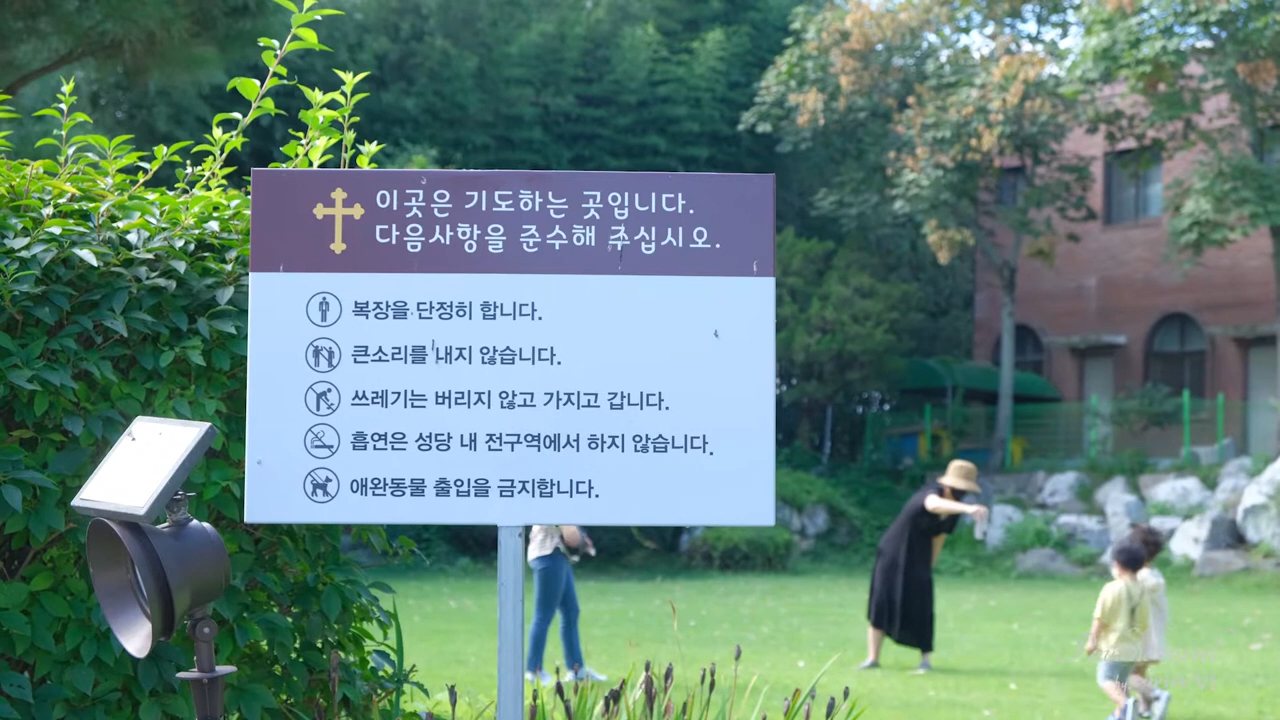 이곳은 기도하는 곳입니다.
다음사항을 준수해 주십시오.
복장을 단정히 합니다.
큰소리를 내지 않습니다.
쓰레기는 버리지 않고 가지고 갑니다.
흡연은 성당 내 전구역에서 하지 않습니다.
애완동물 출입을 금지합니다.